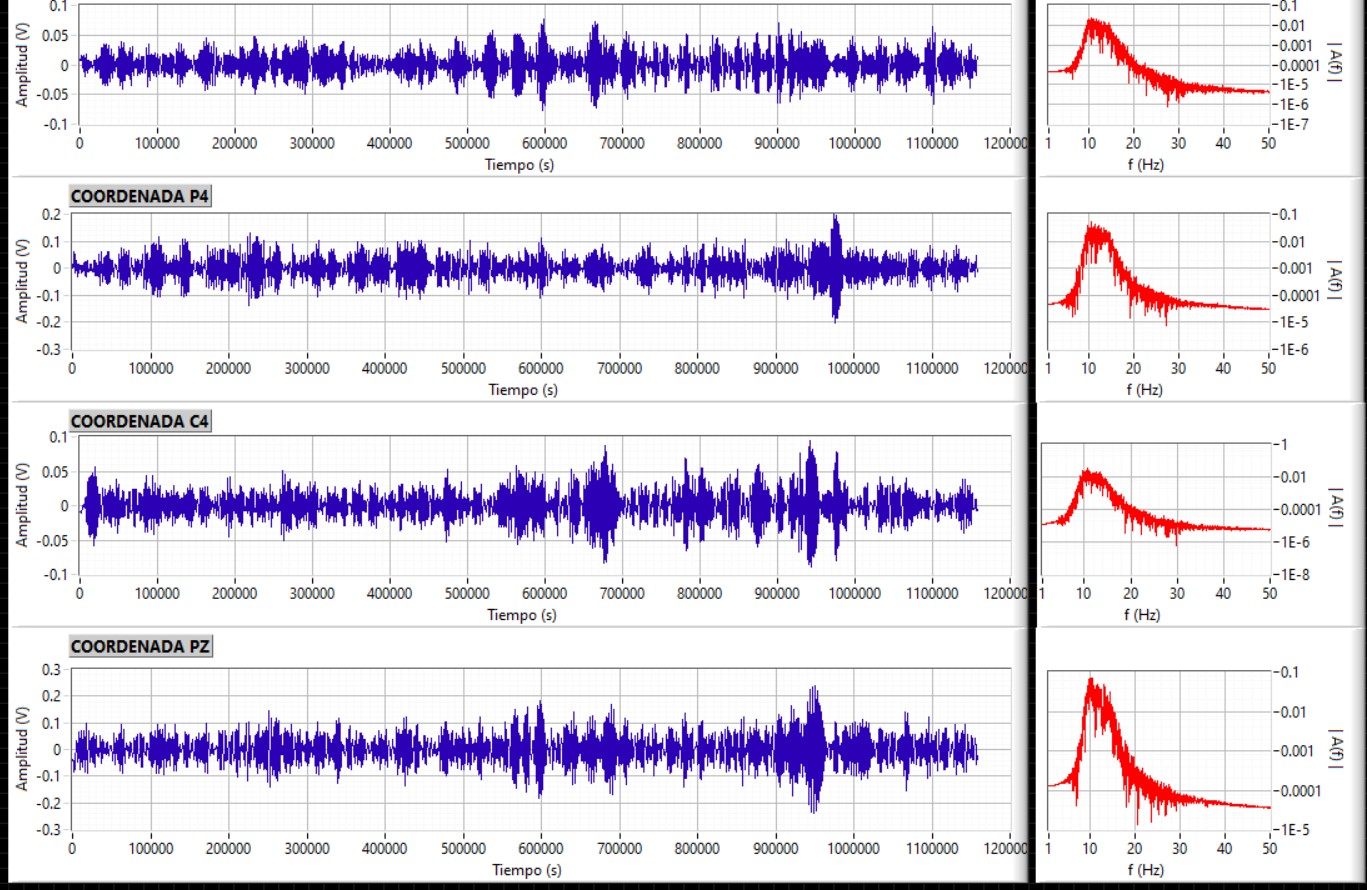 0.1
0.05
0
-0.05
-0.1
Amplitud (V)
0 100000 200000 300000 400000 500000 600000 700000 800000 900000 1000000 1100000 1200000
Tiempo (s)
0.1
0.01
0.001
0.0001
1E-5
1E-6
1E-7
| A(f) |
1 10 20 30 40 50
f (Hz)
COORDENADA P4
0.2
0.1
0
-0.1
-0.2
-0.3
Amplitud (V)
0 100000 200000 300000 400000 500000 600000 700000 800000 900000 1000000 1100000 1200000
Tiempo (s)
0.1
0.01
0.001
0.0001
1E-5
1E-6
| A(f) |
1 10 20 30 40 50
f (Hz)
COORDENADA C4
0.1
0.05
0
-0.05
-0.1
Amplitud (V)
0 100000 200000 300000 400000 500000 600000 700000 800000 900000 1000000 1100000 1200000
Tiempo (s)
1
0.01
0.0001
1E-6
1E-8
| A(f) |
1 10 20 30 40 50
f (Hz)
COORDENADA PZ
0.3
0.2
0.1
0
-0.1
-0.2
-0.3
Amplitud (V)
0 100000 200000 300000 400000 500000 600000 700000 800000 900000 1000000 1100000 1200000
Tiempo (s)
0.1
0.01
0.001
0.0001
1E-5
| A(f) |
1 10 20 30 40 50
f (Hz)